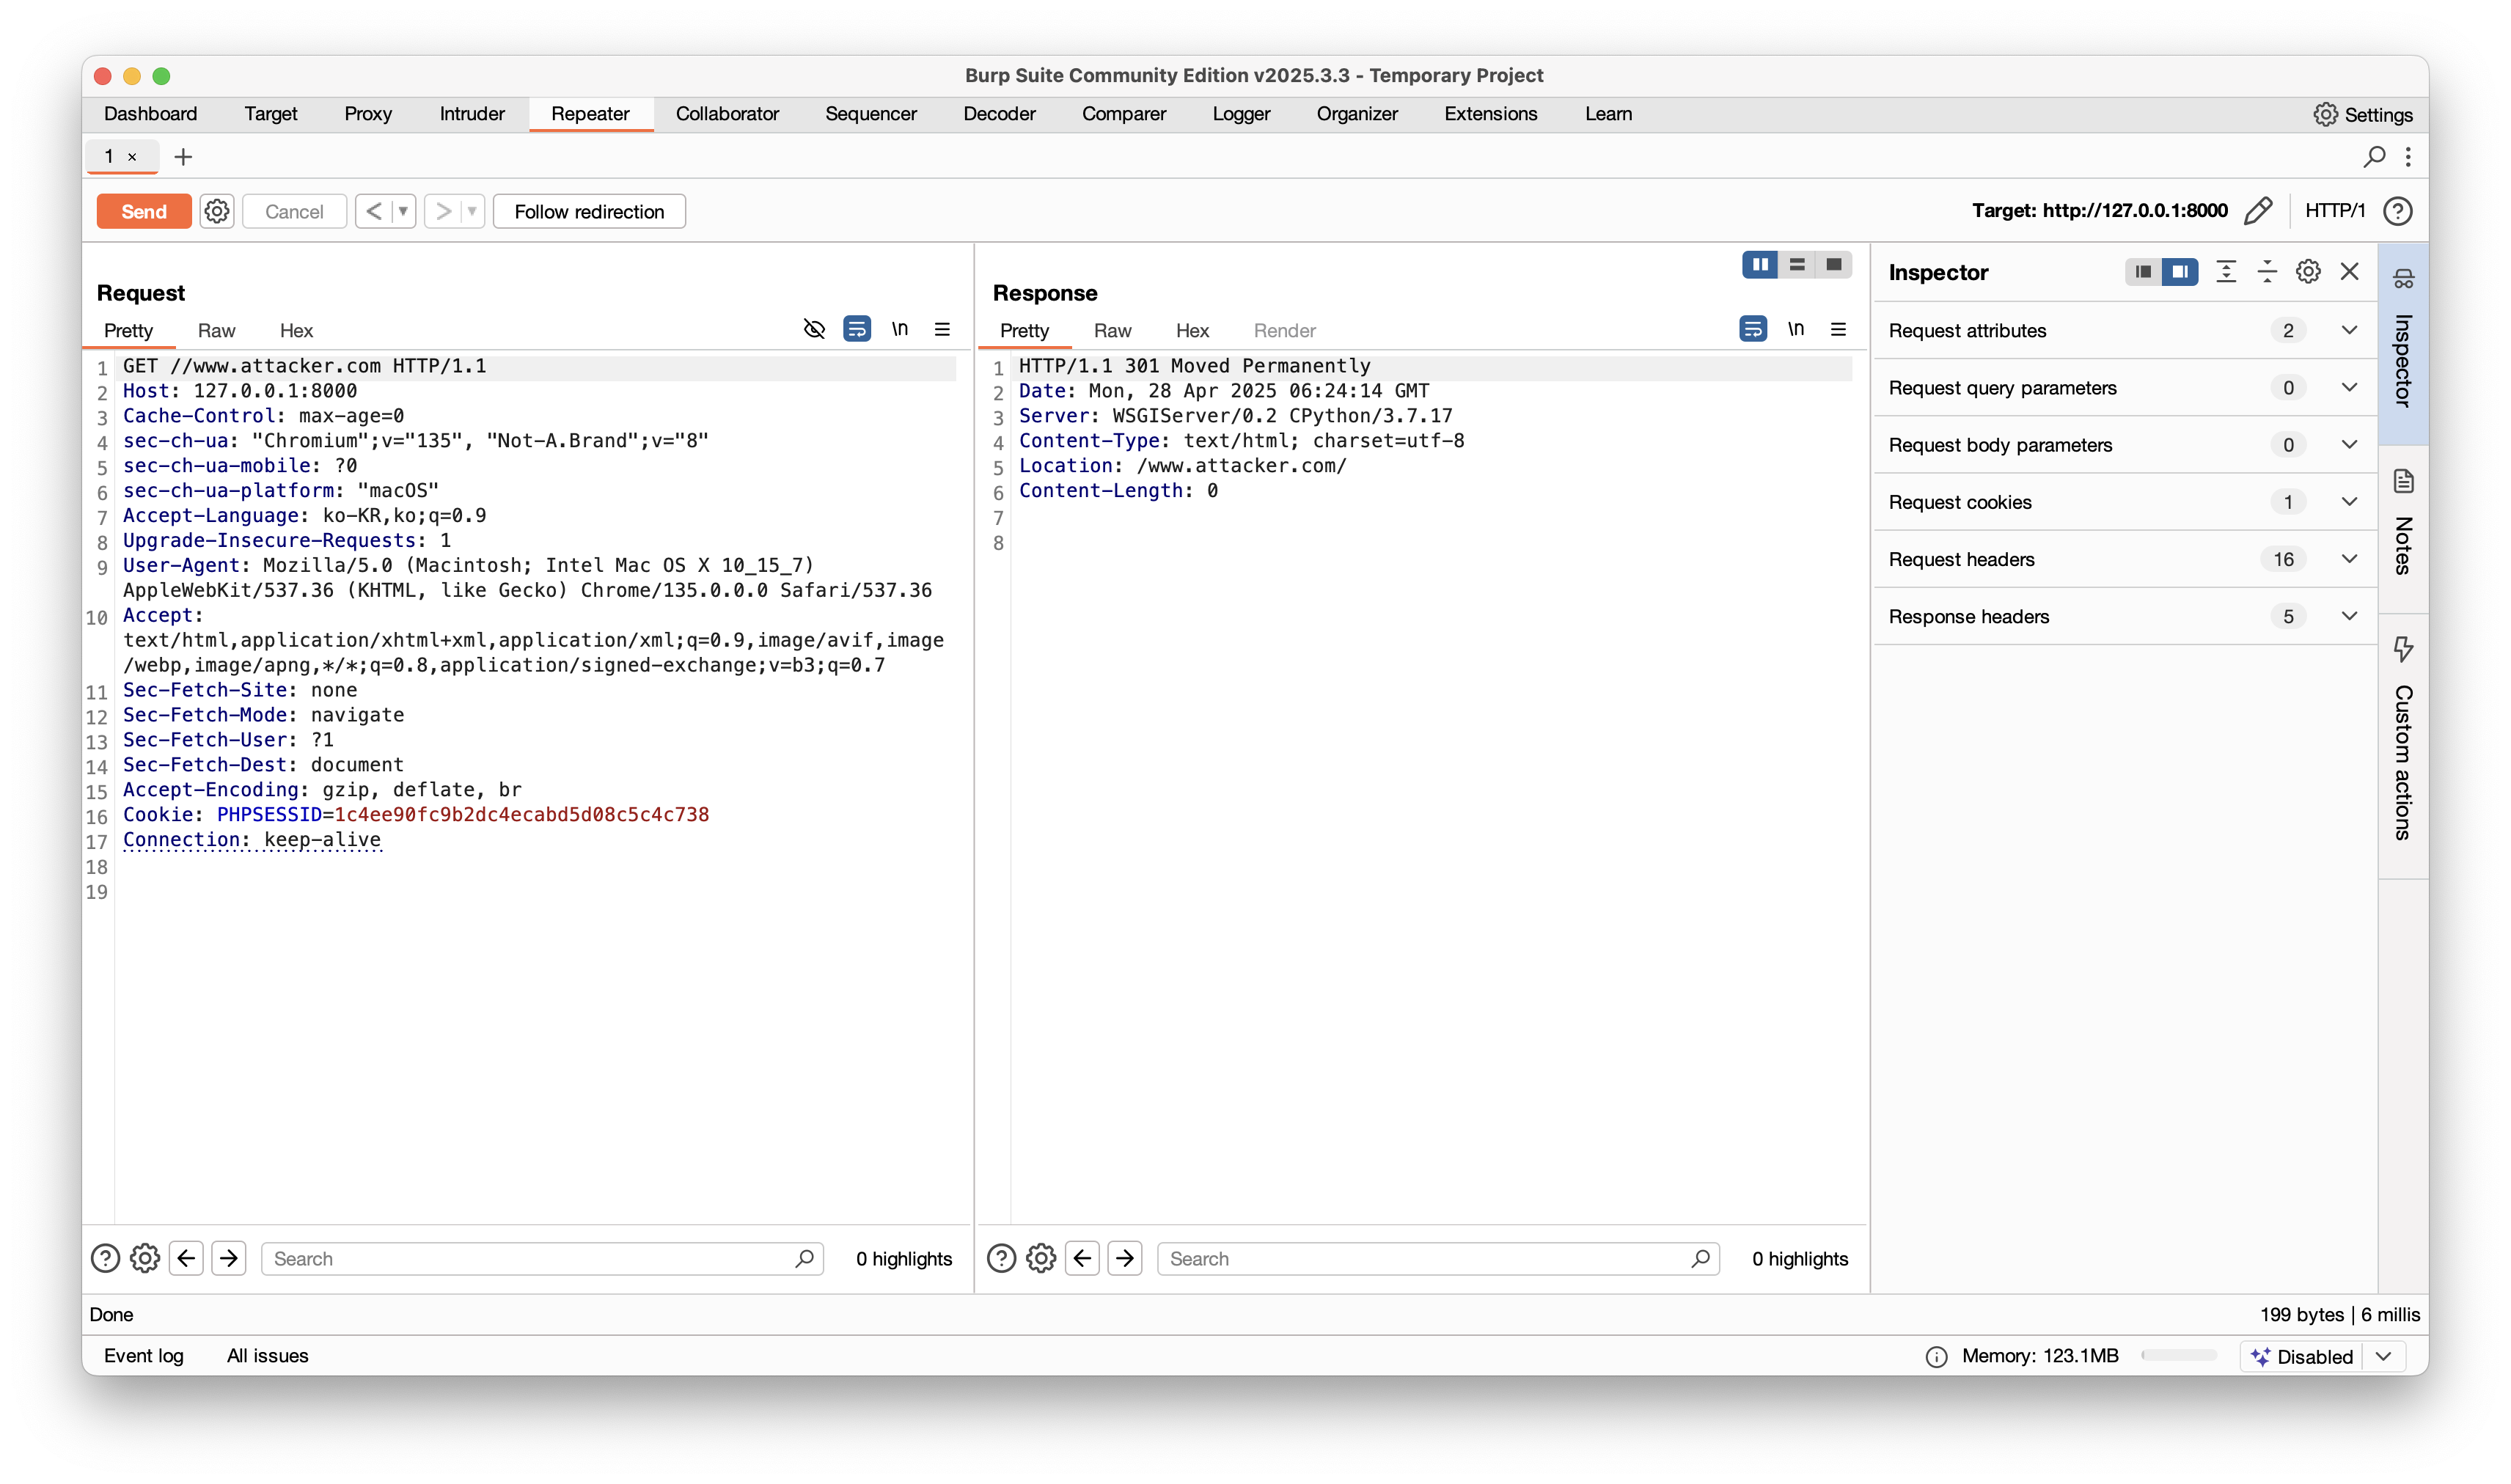 Burp Suite Community Edition v2025.3.3 - Temporary Project
Dashboard Target Proxy Intruder Repeater Collaborator Sequencer Decoder Comparer Logger Organizer Extensions Learn Settings
1 × +
Send Cancel < > Follow redirection Target: http://127.0.0.1:8000 HTTP/1
Request
Pretty Raw Hex \n
1 GET //www.attacker.com HTTP/1.1
2 Host: 127.0.0.1:8000
3 Cache-Control: max-age=0
4 sec-ch-ua: "Chromium";v="135", "Not-A.Brand";v="8"
5 sec-ch-ua-mobile: ?0
6 sec-ch-ua-platform: "macOS"
7 Accept-Language: ko-KR,ko;q=0.9
8 Upgrade-Insecure-Requests: 1
9 User-Agent: Mozilla/5.0 (Macintosh; Intel Mac OS X 10_15_7)
AppleWebKit/537.36 (KHTML, like Gecko) Chrome/135.0.0.0 Safari/537.36
10 Accept:
text/html,application/xhtml+xml,application/xml;q=0.9,image/avif,image
/webp,image/apng,*/*;q=0.8,application/signed-exchange;v=b3;q=0.7
11 Sec-Fetch-Site: none
12 Sec-Fetch-Mode: navigate
13 Sec-Fetch-User: ?1
14 Sec-Fetch-Dest: document
15 Accept-Encoding: gzip, deflate, br
16 Cookie: PHPSESSID=1c4ee90fc9b2dc4ecabd5d08c5c4c738
17 Connection: keep-alive
18
19
Search 0 highlights
Response
Pretty Raw Hex Render \n
1 HTTP/1.1 301 Moved Permanently
2 Date: Mon, 28 Apr 2025 06:24:14 GMT
3 Server: WSGIServer/0.2 CPython/3.7.17
4 Content-Type: text/html; charset=utf-8
5 Location: /www.attacker.com/
6 Content-Length: 0
7
8
Search 0 highlights
Inspector
Request attributes 2
Request query parameters 0
Request body parameters 0
Request cookies 1
Request headers 16
Response headers 5
Inspector
Notes
Custom actions
Done 199 bytes | 6 millis
Event log All issues Memory: 123.1MB Disabled